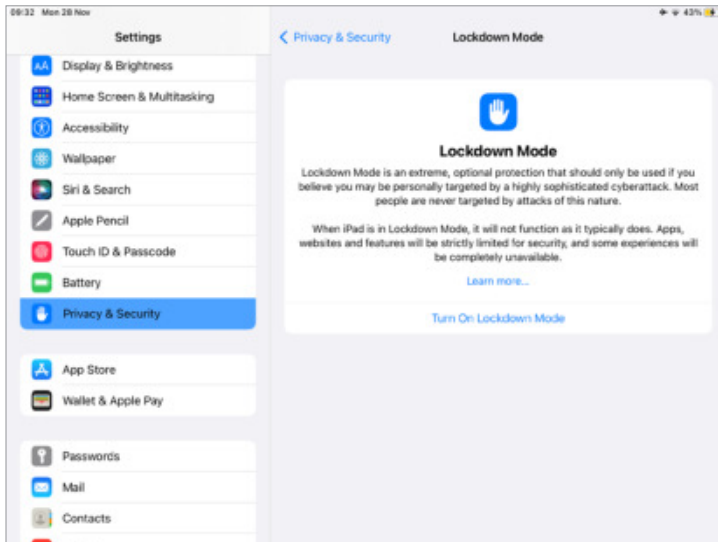 09:32 Mon 28 Nov
43%
Settings
Display & Brightness
Home Screen & Multitasking
Accessibility
Wallpaper
Siri & Search
Apple Pencil
Touch ID & Passcode
Battery
Privacy & Security
App Store
Wallet & Apple Pay
Passwords
Mail
Contacts
Privacy & Security
Lockdown Mode
Lockdown Mode
Lockdown Mode is an extreme, optional protection that should only be used if you
believe you may be personally targeted by a highly sophisticated cyberattack. Most
people are never targeted by attacks of this nature.
When iPad is in Lockdown Mode, it will not function as it typically does. Apps,
websites and features will be strictly limited for security, and some experiences will
be completely unavailable.
Learn more...
Turn On Lockdown Mode